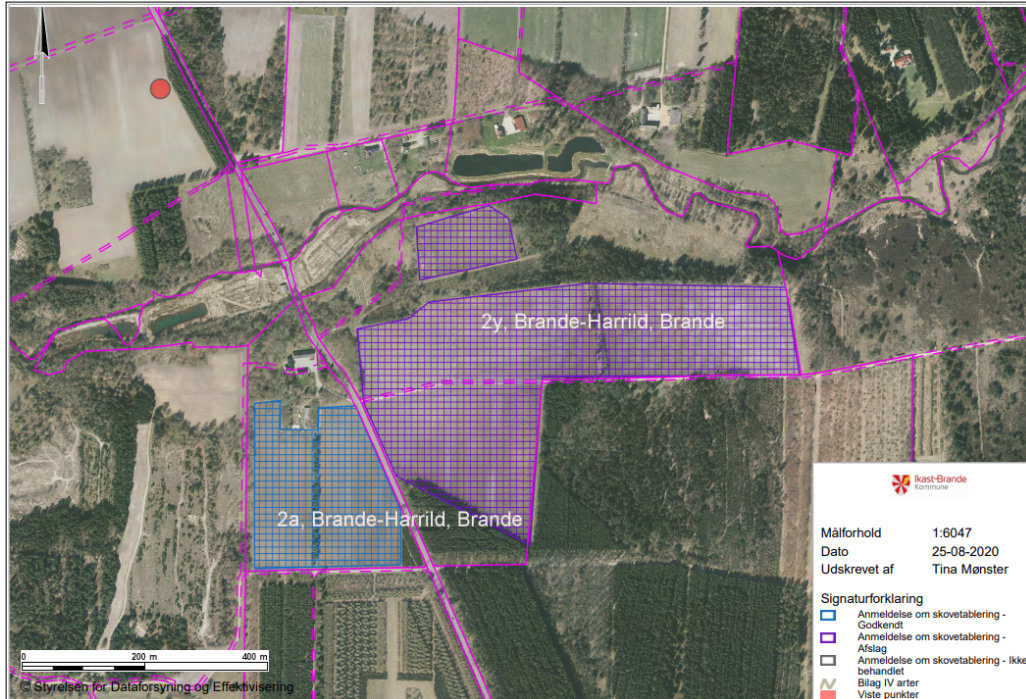 2y, Brande-Harrild, Brande
2a, Brande-Harrild, Brande
Ikast-Brande
Kommune
Målforhold 1:6047
Dato 25-08-2020
Udskrevet af Tina Mønster
Signaturforklaring
Anmeldelse om skovetablering -
Godkendt
Anmeldelse om skovetablering -
Afslag
Anmeldelse om skovetablering - Ikke
behandlet
Bilag IV arter
Viste punkter
0 200 m 400 m
© Styrelsen for Dataforsyning og Effektivisering